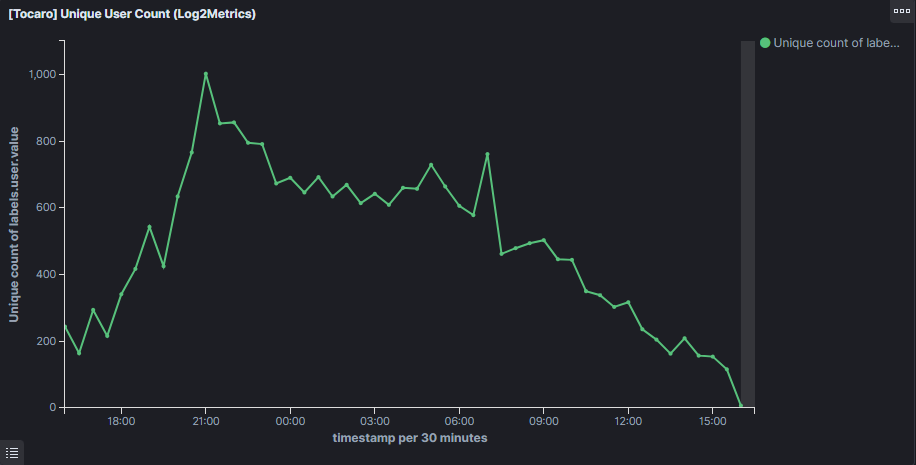 [Tocaro] Unique User Count (Log2Metrics)
Unique count of labe...
Unique count of labels.user.value
1,000
800
600
400
200
0
18:00 21:00 00:00 03:00 06:00 09:00 12:00 15:00
timestamp per 30 minutes